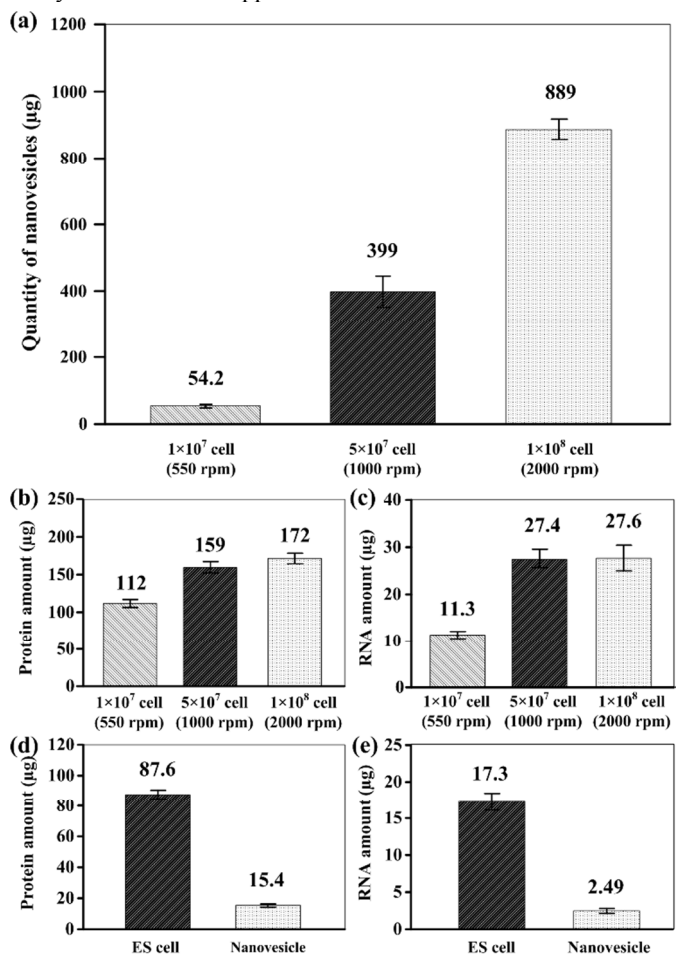 (a)
Quantity of nanovesicles (µg)
1200
1000
800
600
400
200
0
54.2
399
889
1×10⁷ cell
(550 rpm)
5×10⁷ cell
(1000 rpm)
1×10⁸ cell
(2000 rpm)
(b)
Protein amount (µg)
250
200
150
100
50
0
112
159
172
1×10⁷ cell
(550 rpm)
5×10⁷ cell
(1000 rpm)
1×10⁸ cell
(2000 rpm)
(c)
RNA amount (µg)
40
30
20
10
0
11.3
27.4
27.6
1×10⁷ cell
(550 rpm)
5×10⁷ cell
(1000 rpm)
1×10⁸ cell
(2000 rpm)
(d)
Protein amount (µg)
120
100
80
60
40
20
0
87.6
15.4
ES cell
Nanovesicle
(e)
RNA amount (µg)
25
20
15
10
5
0
17.3
2.49
ES cell
Nanovesicle